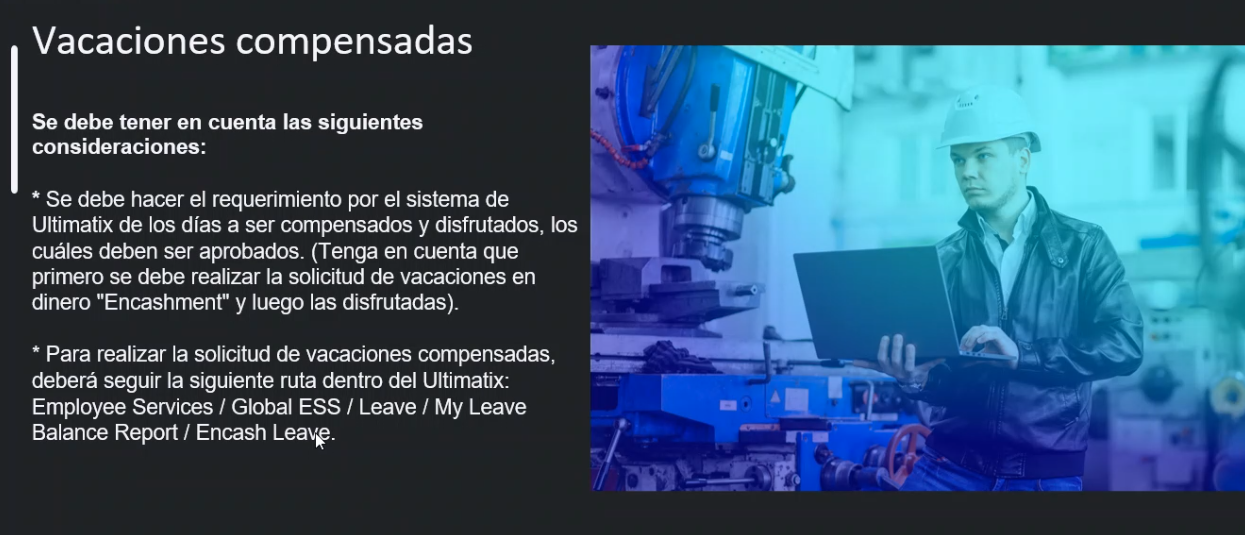 Vacaciones compensadas
Se debe tener en cuenta las siguientes
consideraciones:
* Se debe hacer el requerimiento por el sistema de
Ultimatix de los días a ser compensados y disfrutados, los
cuáles deben ser aprobados. (Tenga en cuenta que
primero se debe realizar la solicitud de vacaciones en
dinero "Encashment" y luego las disfrutadas).
* Para realizar la solicitud de vacaciones compensadas,
deberá seguir la siguiente ruta dentro del Ultimatix:
Employee Services / Global ESS / Leave / My Leave
Balance Report / Encash Leave.